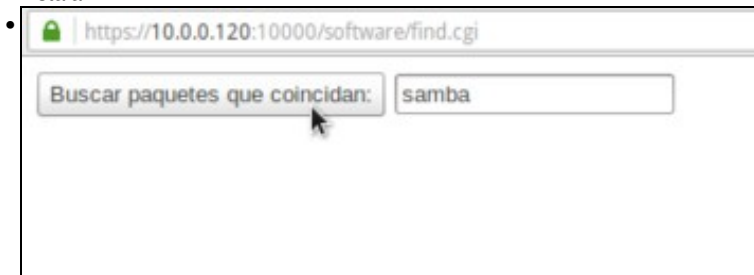 https://10.0.0.120:10000/software/find.cgi
Buscar paquetes que coincidan: samba